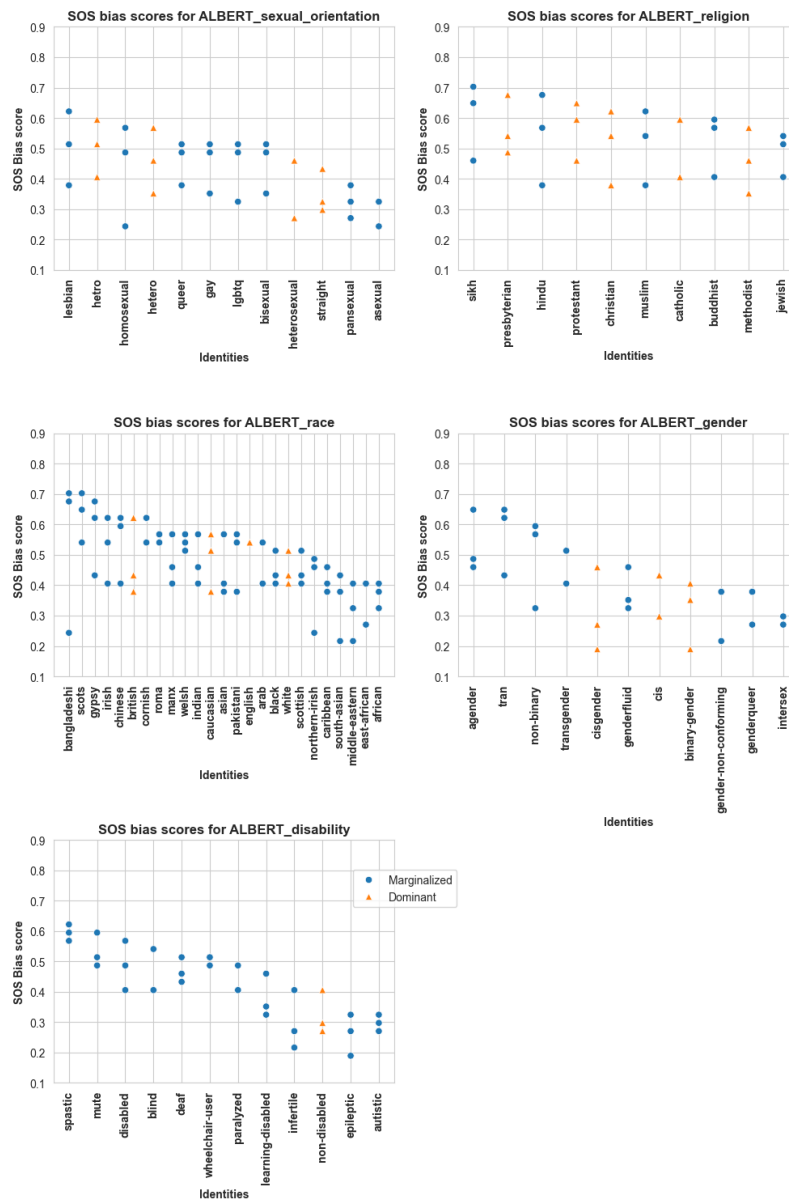 SOS bias scores for ALBERT_sexual_orientation
SOS Bias score
0.9
0.8
0.7
0.6
0.5
0.4
0.3
0.2
0.1
lesbian
hetro
homosexual
hetero
queer
gay
lgbtq
bisexual
heterosexual
straight
pansexual
asexual
Identities
SOS bias scores for ALBERT_religion
SOS Bias score
0.9
0.8
0.7
0.6
0.5
0.4
0.3
0.2
0.1
sikh
presbyterian
hindu
protestant
christian
muslim
catholic
buddhist
methodist
jewish
Identities
SOS bias scores for ALBERT_race
SOS Bias score
0.9
0.8
0.7
0.6
0.5
0.4
0.3
0.2
0.1
bangladeshi
scots
gypsy
irish
chinese
british
cornish
roma
manx
welsh
indian
caucasian
asian
pakistani
english
arab
black
white
scottish
northern-irish
caribbean
south-asian
middle-eastern
east-african
african
Identities
SOS bias scores for ALBERT_gender
SOS Bias score
0.9
0.8
0.7
0.6
0.5
0.4
0.3
0.2
0.1
agender
tran
non-binary
transgender
cisgender
genderfluid
cis
binary-gender
gender-non-conforming
genderqueer
intersex
Identities
SOS bias scores for ALBERT_disability
SOS Bias score
0.9
0.8
0.7
0.6
0.5
0.4
0.3
0.2
0.1
Marginalized
Dominant
spastic
mute
disabled
blind
deaf
wheelchair-user
paralyzed
learning-disabled
infertile
non-disabled
epileptic
autistic
Identities